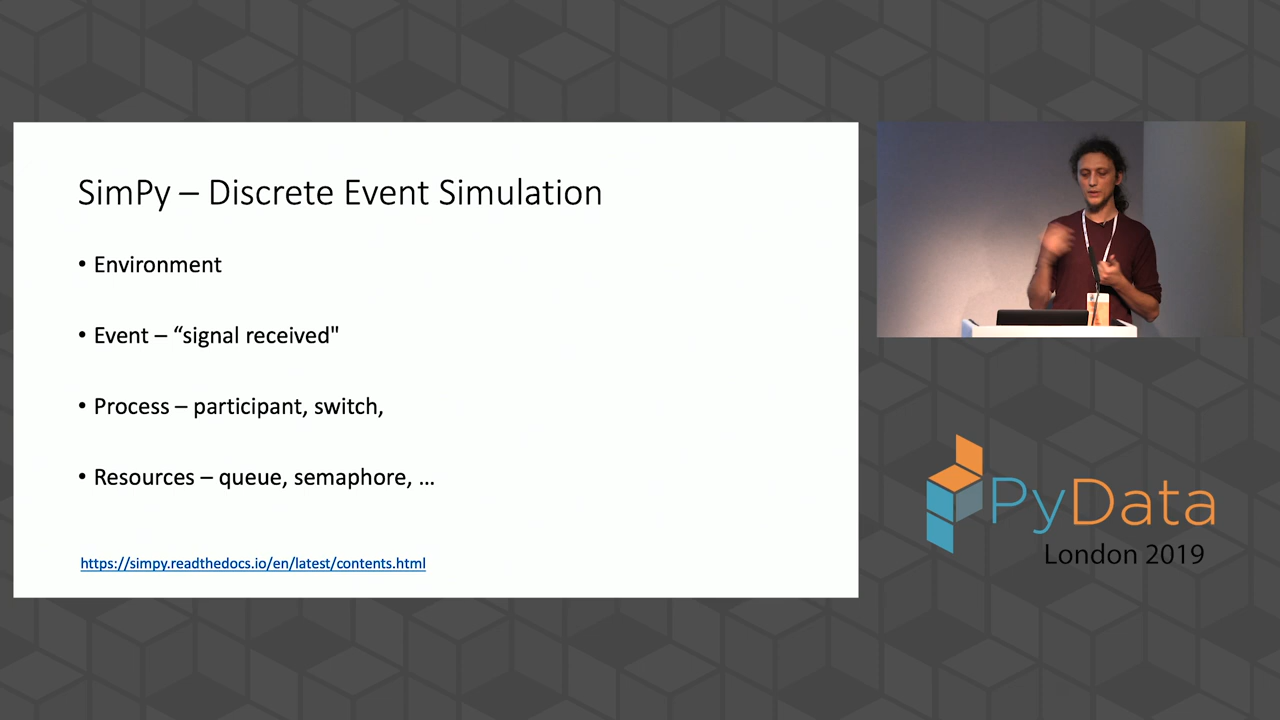 SimPy – Discrete Event Simulation
• Environment
• Event – “signal received"
• Process – participant, switch,
• Resources – queue, semaphore, ...
https://simpy.readthedocs.io/en/latest/contents.html
PyData
London 2019